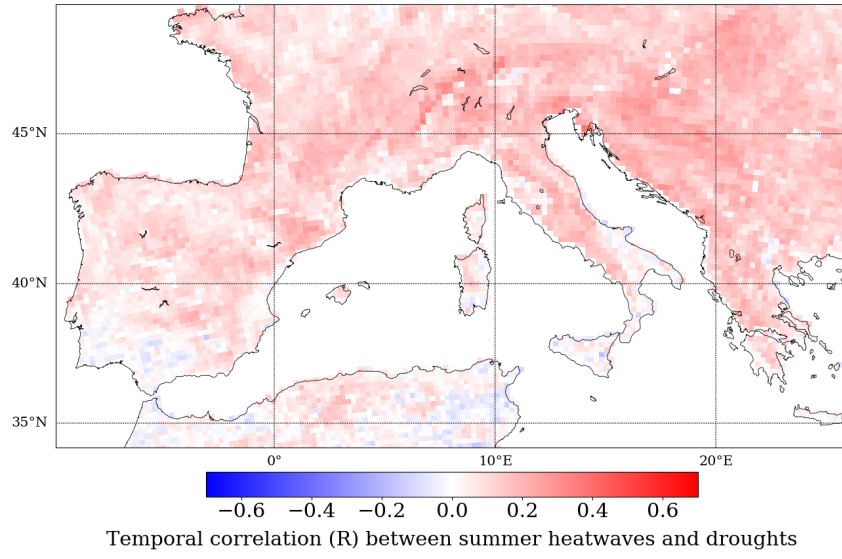 45°N
40°N
35°N
0°
10°E
20°E
−0.6
−0.4
−0.2
0.0
0.2
0.4
0.6
Temporal correlation (R) between summer heatwaves and droughts